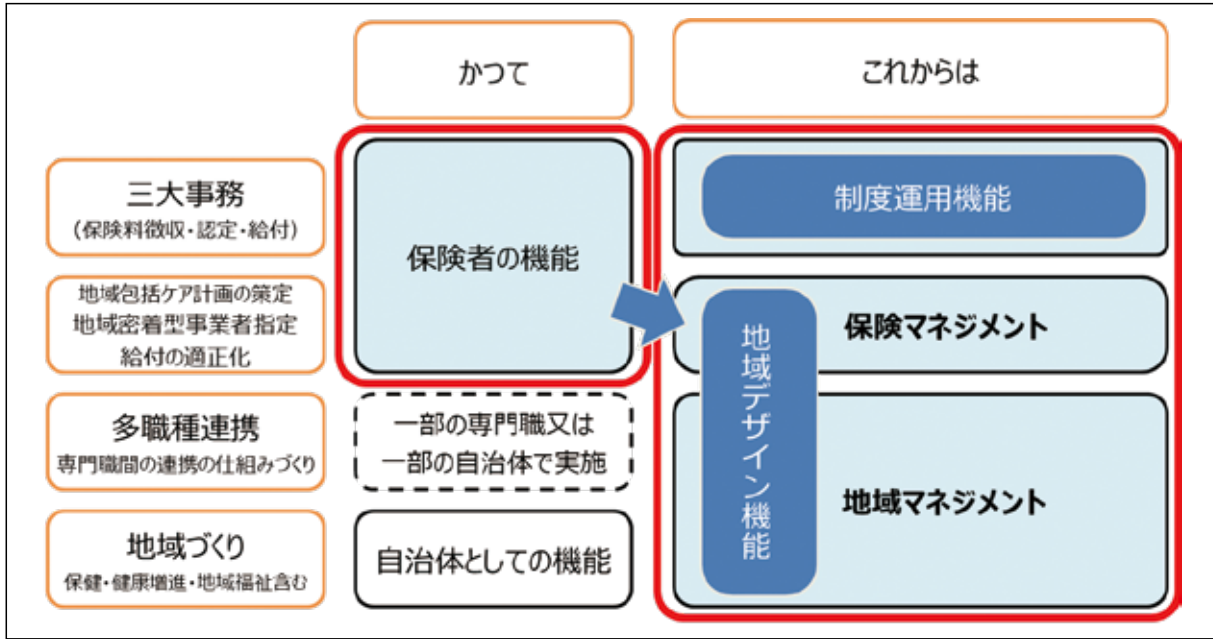 かつて
これからは
三大事務
(保険料徴収・認定・給付)
保険者の機能
制度運用機能
地域包括ケア計画の策定
地域密着型事業者指定
給付の適正化
地域デザイン機能
保険マネジメント
多職種連携
専門職間の連携の仕組みづくり
一部の専門職又は
一部の自治体で実施
地域マネジメント
地域づくり
保健・健康増進・地域福祉含む
自治体としての機能